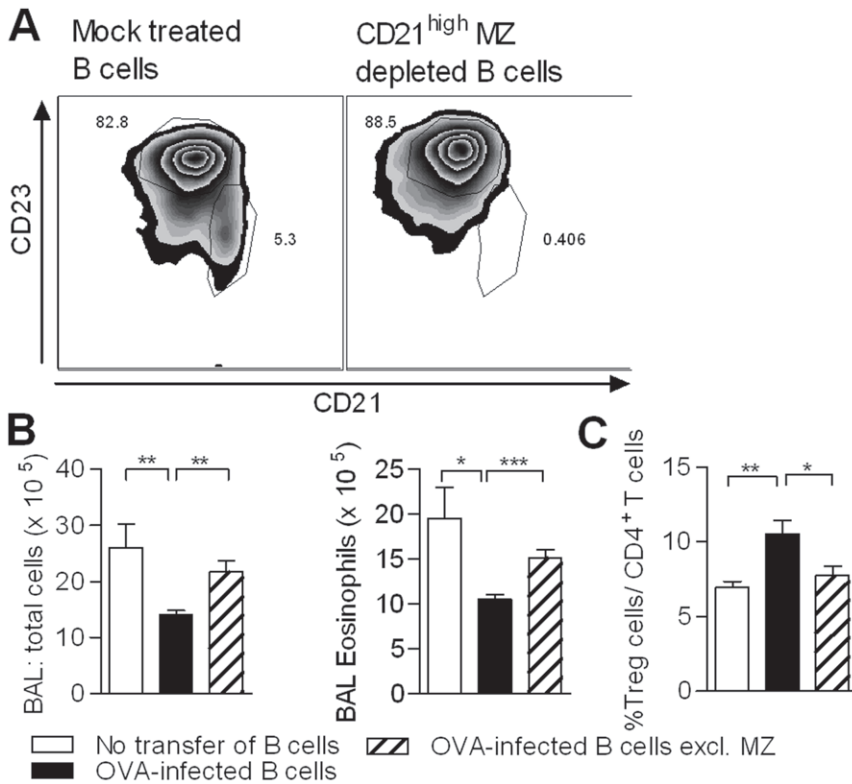 A
Mock treated
B cells
CD21high MZ
depleted B cells
82.8
5.3
88.5
0.406
CD23
CD21
B
BAL: total cells (x 10 5)
40
30
20
10
0
** **
BAL Eosinophils (x 10 5)
25
20
15
10
5
0
* ***
C
%Treg cells/ CD4+ T cells
15
10
5
0
** *
No transfer of B cells
OVA-infected B cells excl. MZ
OVA-infected B cells